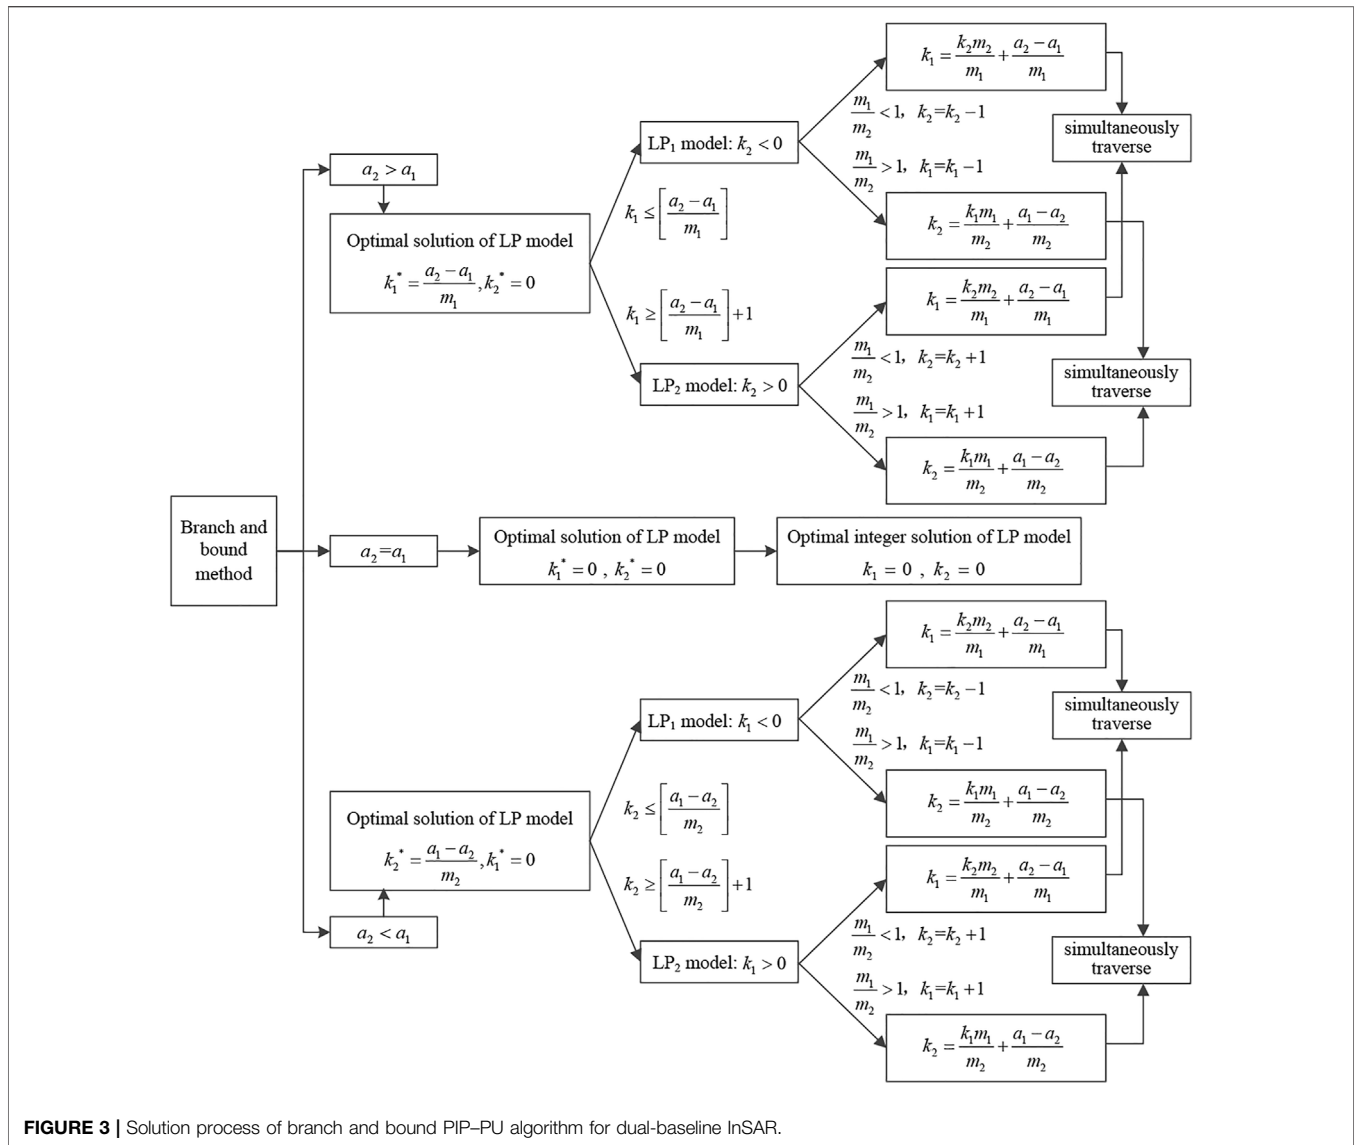 Branch and
bound
method
a₂ > a₁
Optimal solution of LP model
k₁* = (a₂ − a₁)/m₁, k₂* = 0
LP₁ model: k₂ < 0
k₁ ≤ [(a₂ − a₁)/m₁]
k₁ ≥ [(a₂ − a₁)/m₁] + 1
LP₂ model: k₂ > 0
k₁ = k₂m₂/m₁ + (a₂ − a₁)/m₁
m₁/m₂ < 1, k₂=k₂ − 1
m₁/m₂ > 1, k₁=k₁ − 1
k₂ = k₁m₁/m₂ + (a₁ − a₂)/m₂
k₁ = k₂m₂/m₁ + (a₂ − a₁)/m₁
m₁/m₂ < 1, k₂=k₂ + 1
m₁/m₂ > 1, k₁=k₁ + 1
k₂ = k₁m₁/m₂ + (a₁ − a₂)/m₂
simultaneously
traverse
simultaneously
traverse
a₂=a₁
Optimal solution of LP model
k₁* = 0 , k₂* = 0
Optimal integer solution of LP model
k₁ = 0 , k₂ = 0
Optimal solution of LP model
k₂* = (a₁ − a₂)/m₂, k₁* = 0
a₂ < a₁
LP₁ model: k₁ < 0
k₂ ≤ [(a₁ − a₂)/m₂]
k₂ ≥ [(a₁ − a₂)/m₂] + 1
LP₂ model: k₁ > 0
k₁ = k₂m₂/m₁ + (a₂ − a₁)/m₁
m₁/m₂ < 1, k₂=k₂ − 1
m₁/m₂ > 1, k₁=k₁ − 1
k₂ = k₁m₁/m₂ + (a₁ − a₂)/m₂
k₁ = k₂m₂/m₁ + (a₂ − a₁)/m₁
m₁/m₂ < 1, k₂=k₂ + 1
m₁/m₂ > 1, k₁=k₁ + 1
k₂ = k₁m₁/m₂ + (a₁ − a₂)/m₂
simultaneously
traverse
simultaneously
traverse
FIGURE 3 | Solution process of branch and bound PIP–PU algorithm for dual-baseline InSAR.